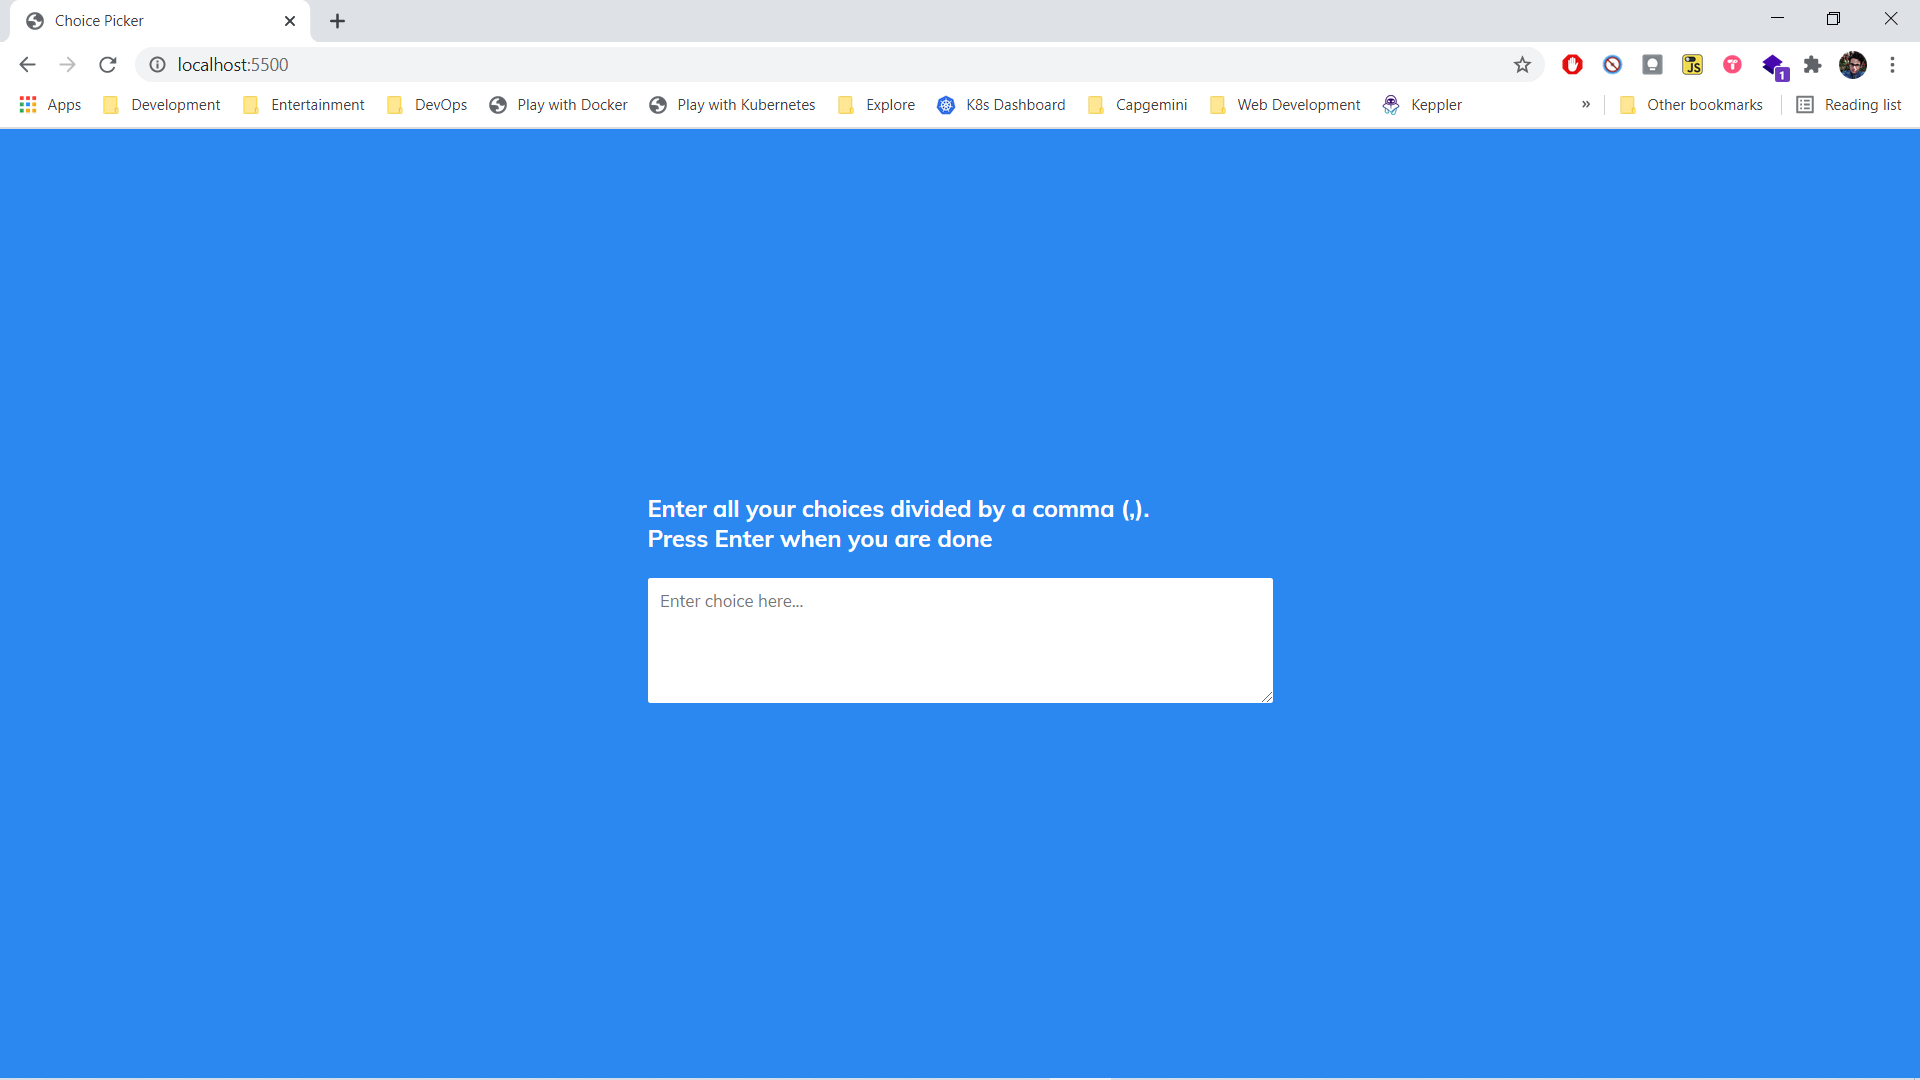 Choice Picker
localhost:5500
JS
1
Apps Development Entertainment DevOps Play with Docker Play with Kubernetes Explore K8s Dashboard Capgemini Web Development Keppler » Other bookmarks Reading list
Enter all your choices divided by a comma (,).
Press Enter when you are done
Enter choice here...